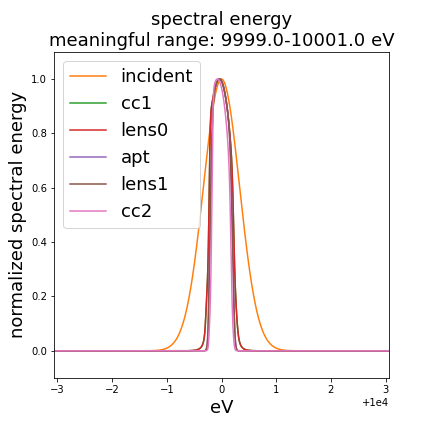 spectral energy
meaningful range: 9999.0-10001.0 eV
normalized spectral energy
1.0
0.8
0.6
0.4
0.2
0.0
incident
cc1
lens0
apt
lens1
cc2
−3 −2 −1 0 1 2 3
+1e4
eV